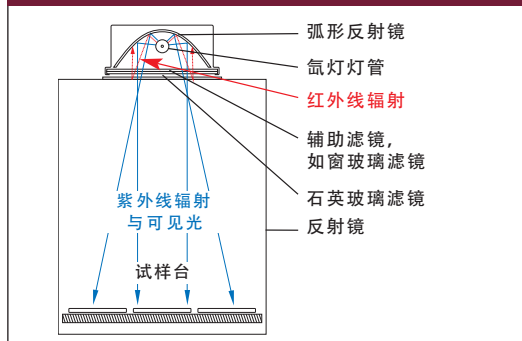 弧形反射镜
氙灯灯管
红外线辐射
辅助滤镜，
如窗玻璃滤镜
石英玻璃滤镜
反射镜
紫外线辐射
与可见光
试样台